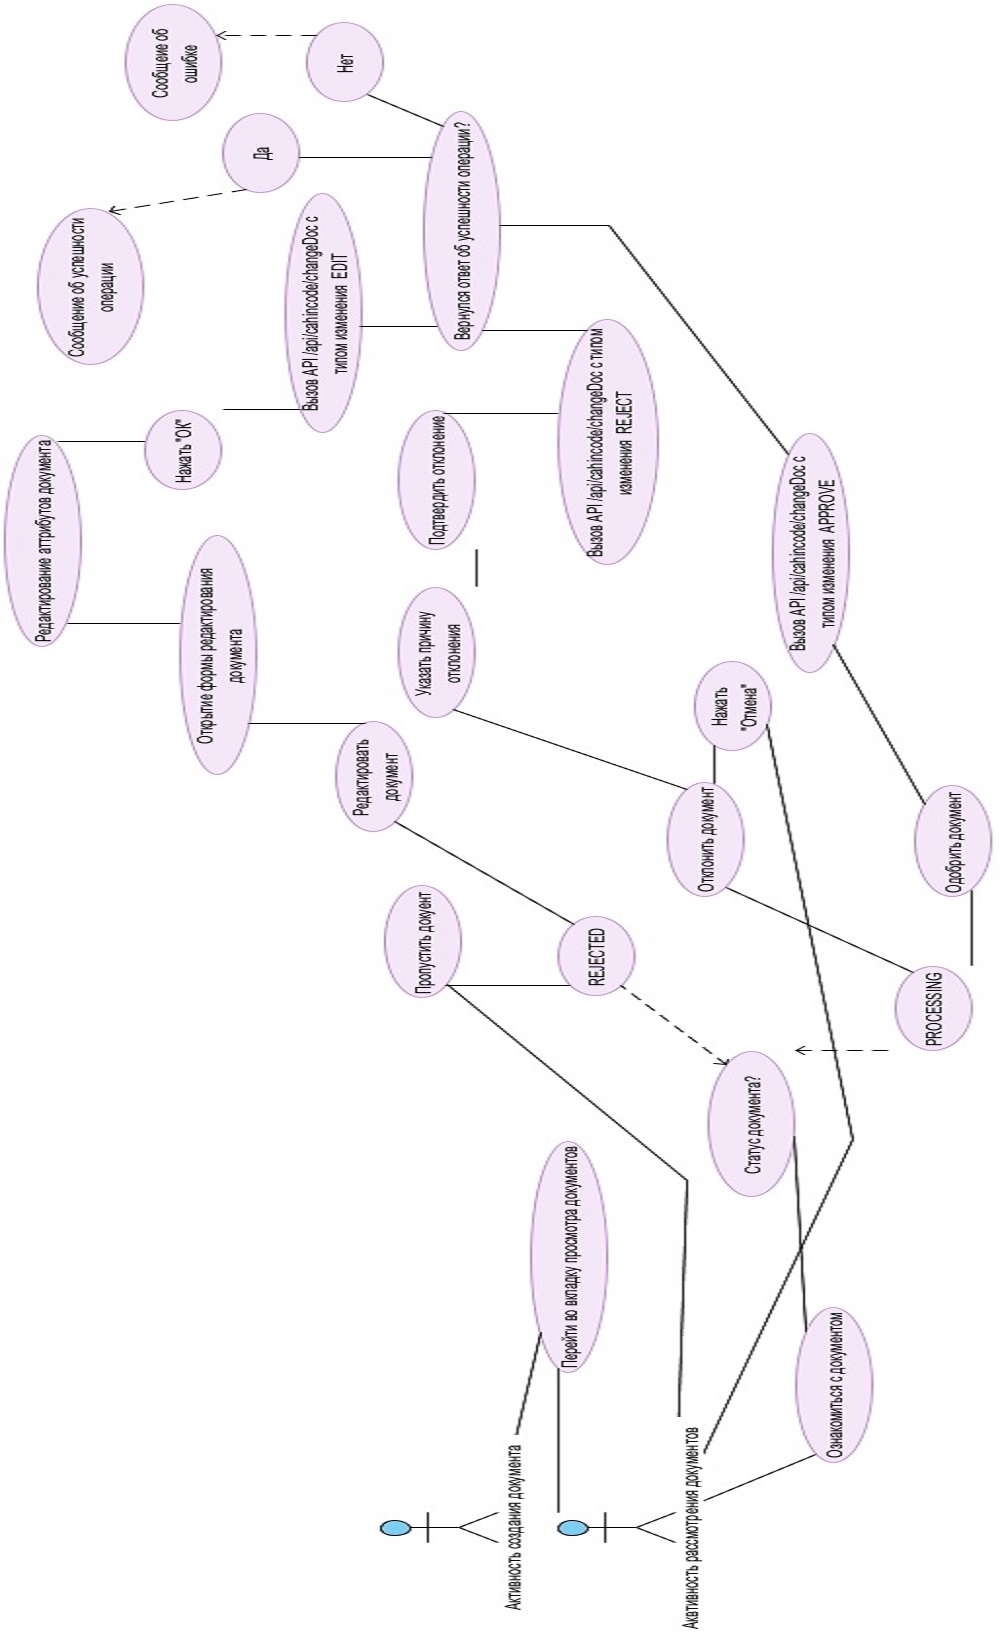 Активность создания документа
Аквтивность рассмотрения документов
Перейти во вкладку просмотра документов
Ознакомиться с документом
Статус документа?
REJECTED
PROCESSING
Пропустить докуент
Редактировать
документ
Открытие формы редактирования
документа
Редактирование аттрибутов документа
Нажать "ОК"
Вызов API /api/cahincode/changeDoc с
типом изменения EDIT
Отклонить документ
Нажать
"Отмена"
Указать причину
отклонения
Подтвердить отклонение
Вызов API /api/cahincode/changeDoc с типом
изменения REJECT
Одобрить документ
Вызов API /api/cahincode/changeDoc с
типом изменения APPROVE
Вернулся ответ об успешности операции?
Да
Сообщение об успешности
операции
Нет
Сообщеие об
ошибке